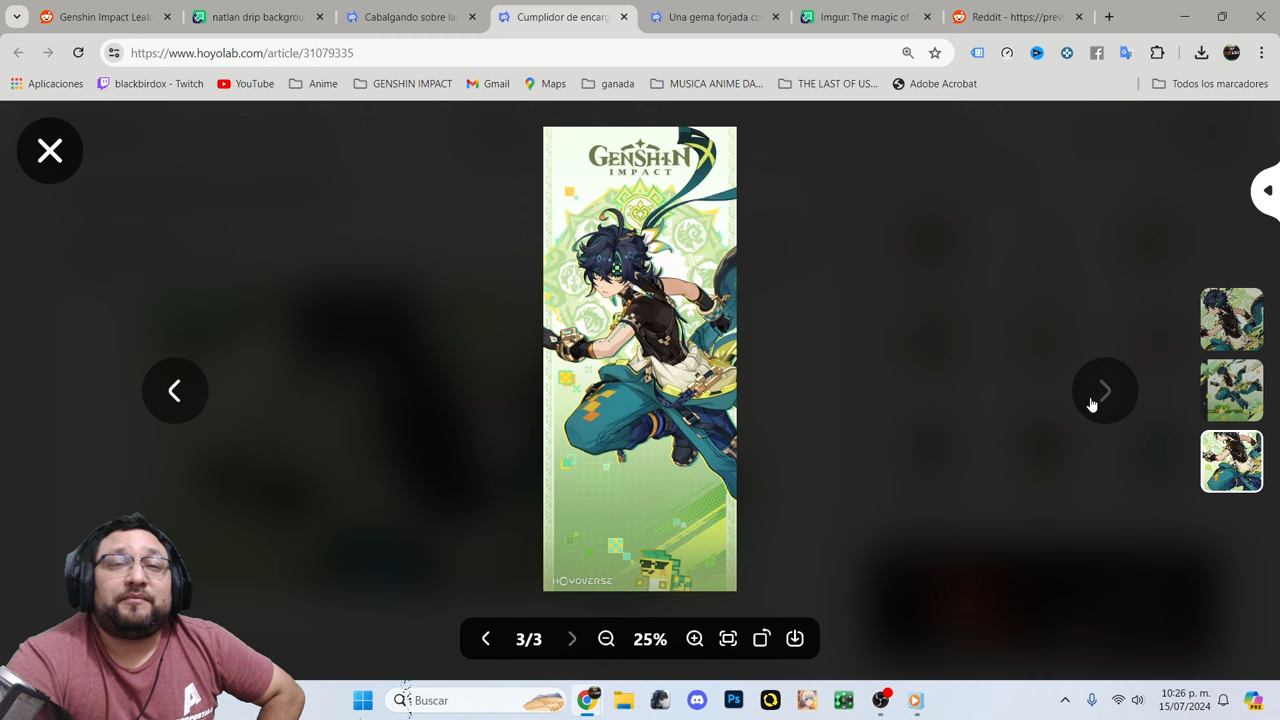 Genshin Impact Leak
natlan drip backgrou
Cabalgando sobre la
Cumplidor de encarg
Una gema forjada co
Imgur: The magic of
Reddit - https://previ
https://www.hoyolab.com/article/31079335
Aplicaciones
blackbirdox - Twitch
YouTube
Anime
GENSHIN IMPACT
Gmail
Maps
ganada
MUSICA ANIME DA...
THE LAST OF US...
Adobe Acrobat
Todos los marcadores
GENSHIN
IMPACT
HOYOVERSE
3/3
25%
Buscar
Ps
10:26 p. m.
15/07/2024
PRE